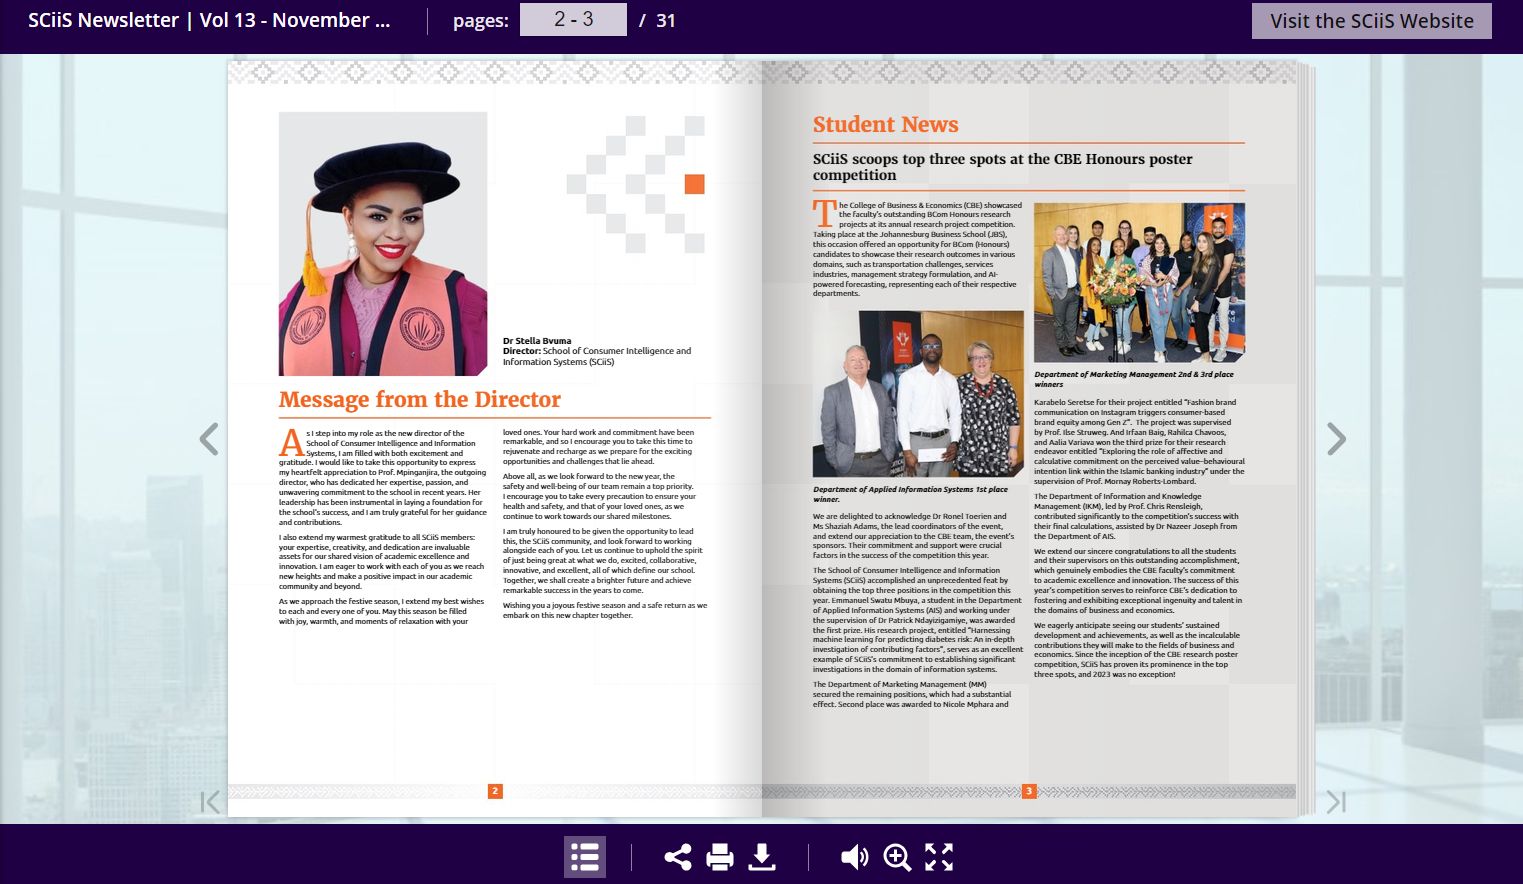 SCiiS Newsletter | Vol 13 - November ...
pages:
2 - 3
/ 31
Visit the SCiiS Website
Dr Stella Bvuma
Director: School of Consumer Intelligence and
Information Systems (SCiiS)
Message from the Director
As I step into my role as the new director of the
School of Consumer Intelligence and Information
Systems, I am filled with both excitement and
gratitude. I would like to take this opportunity to express
my heartfelt appreciation to Prof. Mpinganjira, the outgoing
director, who has dedicated her expertise, passion, and
unwavering commitment to the school in recent years. Her
leadership has been instrumental in laying a foundation for
the school's success, and I am truly grateful for her guidance
and contributions.
I also extend my warmest gratitude to all SCiiS members:
your expertise, creativity, and dedication are invaluable
assets for our shared vision of academic excellence and
innovation. I am eager to work with each of you as we reach
new heights and make a positive impact in our academic
community and beyond.
As we approach the festive season, I extend my best wishes
to each and every one of you. May this season be filled
with joy, warmth, and moments of relaxation with your
loved ones. Your hard work and commitment have been
remarkable, and so I encourage you to take this time to
rejuvenate and recharge as we prepare for the exciting
opportunities and challenges that lie ahead.
Above all, as we look forward to the new year, the
safety and well-being of our team remain a top priority.
I encourage you to take every precaution to ensure your
health and safety, and that of your loved ones, as we
continue to work towards our shared milestones.
I am truly honoured to be given the opportunity to lead
this, the SCiiS community, and look forward to working
alongside each of you. Let us continue to uphold the spirit
of just being great at what we do, excited, collaborative,
innovative, and excellent, all of which define our school.
Together, we shall create a brighter future and achieve
remarkable success in the years to come.
Wishing you a joyous festive season and a safe return as we
embark on this new chapter together.
2
Student News
SCiiS scoops top three spots at the CBE Honours poster
competition
The College of Business & Economics (CBE) showcased
the faculty's outstanding BCom Honours research
projects at its annual research project competition.
Taking place at the Johannesburg Business School (JBS),
this occasion offered an opportunity for BCom (Honours)
candidates to showcase their research outcomes in various
domains, such as transportation challenges, services
industries, management strategy formulation, and AI-
powered forecasting, representing each of their respective
departments.
Department of Applied Information Systems 1st place
winner.
We are delighted to acknowledge Dr Ronel Toerien and
Ms Shaziah Adams, the lead coordinators of the event,
and extend our appreciation to the CBE team, the event's
sponsors. Their commitment and support were crucial
factors in the success of the competition this year.
The School of Consumer Intelligence and Information
Systems (SCiiS) accomplished an unprecedented feat by
obtaining the top three positions in the competition this
year. Emmanuel Swatu Mbuya, a student in the Department
of Applied Information Systems (AIS) and working under
the supervision of Dr Patrick Ndayizigamiye, was awarded
the first prize. His research project, entitled "Harnessing
machine learning for predicting diabetes risk: An in-depth
investigation of contributing factors", serves as an excellent
example of SCiiS's commitment to establishing significant
investigations in the domain of information systems.
The Department of Marketing Management (MM)
secured the remaining positions, which had a substantial
effect. Second place was awarded to Nicole Mphara and
Department of Marketing Management 2nd & 3rd place
winners
Karabelo Seretse for their project entitled "Fashion brand
communication on Instagram triggers consumer-based
brand equity among Gen Z". The project was supervised
by Prof. Ilse Struweg. And Irfaan Baig, Rahilca Chavoos,
and Aalia Variava won the third prize for their research
endeavor entitled "Exploring the role of affective and
calculative commitment on the perceived value–behavioural
intention link within the Islamic banking industry" under the
supervision of Prof. Mornay Roberts-Lombard.
The Department of Information and Knowledge
Management (IKM), led by Prof. Chris Rensleigh,
contributed significantly to the competition's success with
their final calculations, assisted by Dr Nazeer Joseph from
the Department of AIS.
We extend our sincere congratulations to all the students
and their supervisors on this outstanding accomplishment,
which genuinely embodies the CBE faculty's commitment
to academic excellence and innovation. The success of this
year's competition serves to reinforce CBE's dedication to
fostering and exhibiting exceptional ingenuity and talent in
the domains of business and economics.
We eagerly anticipate seeing our students' sustained
development and achievements, as well as the incalculable
contributions they will make to the fields of business and
economics. Since the inception of the CBE research poster
competition, SCiiS has proven its prominence in the top
three spots, and 2023 was no exception!
3